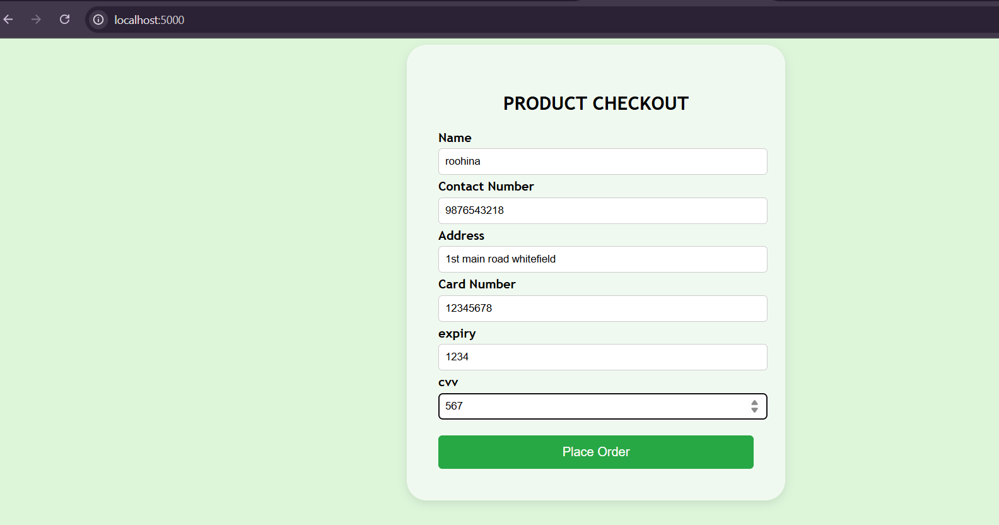 localhost:5000
PRODUCT CHECKOUT
Name
roohina
Contact Number
9876543218
Address
1st main road whitefield
Card Number
12345678
expiry
1234
cvv
567
Place Order